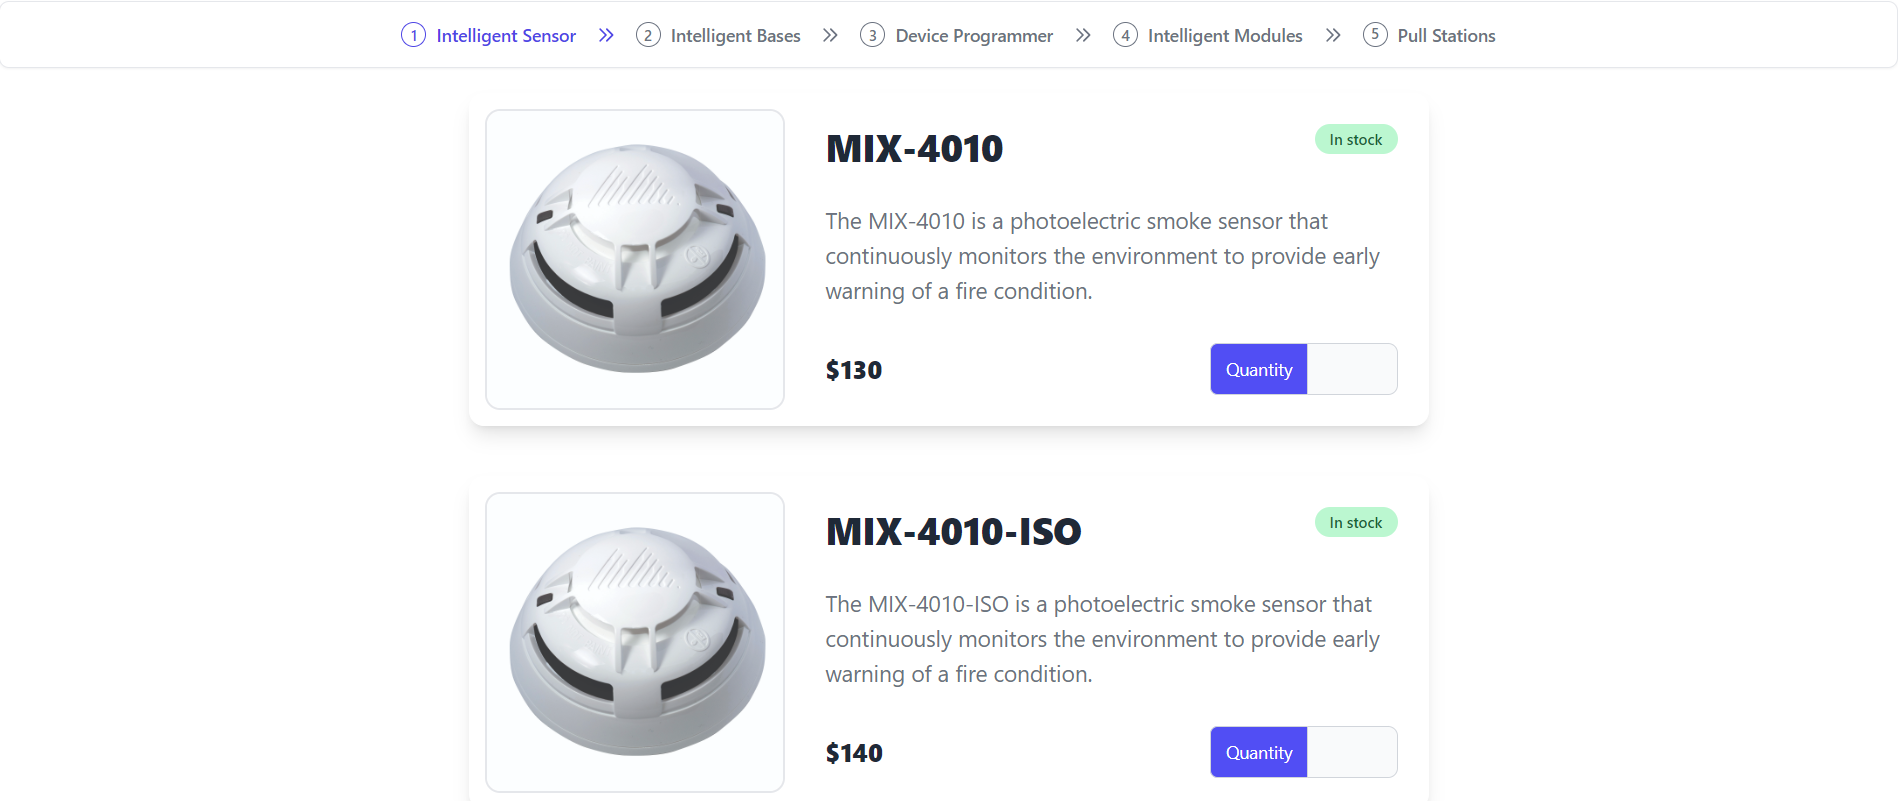 1 Intelligent Sensor 2 Intelligent Bases 3 Device Programmer 4 Intelligent Modules 5 Pull Stations
MIX-4010
In stock
The MIX-4010 is a photoelectric smoke sensor that
continuously monitors the environment to provide early
warning of a fire condition.
$130
Quantity
MIX-4010-ISO
In stock
The MIX-4010-ISO is a photoelectric smoke sensor that
continuously monitors the environment to provide early
warning of a fire condition.
$140
Quantity